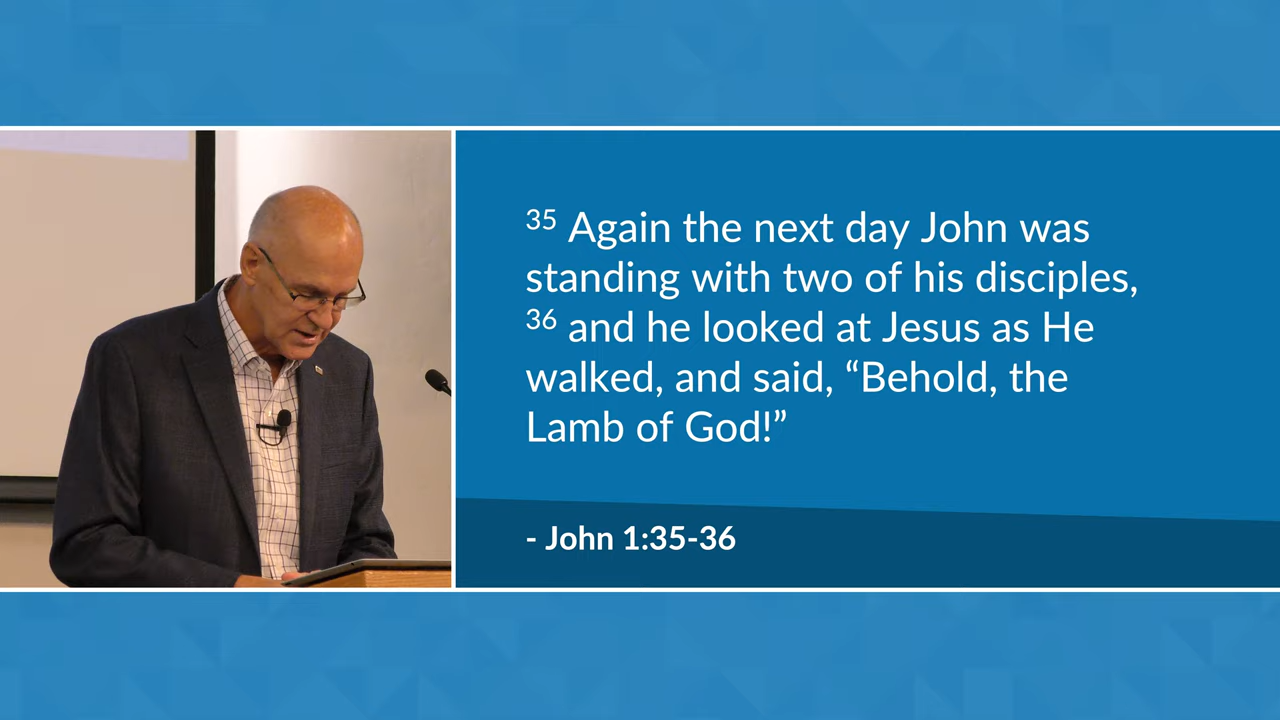 35 Again the next day John was
standing with two of his disciples,
36 and he looked at Jesus as He
walked, and said, “Behold, the
Lamb of God!”
- John 1:35-36